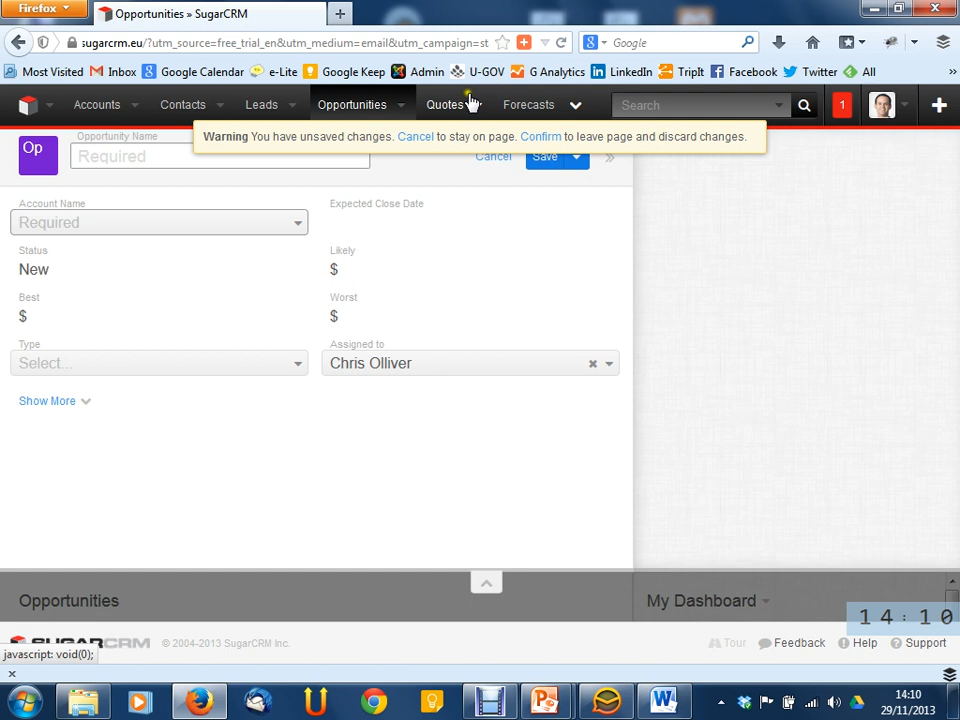 Firefox
Opportunities » SugarCRM
sugarcrm.eu/?utm_source=free_trial_en&utm_medium=email&utm_campaign=st
Google
Most Visited Inbox Google Calendar e-Lite Google Keep Admin U-GOV G Analytics LinkedIn TripIt Facebook Twitter All
Accounts Contacts Leads Opportunities Quotes Forecasts Search 1
Warning You have unsaved changes. Cancel to stay on page. Confirm to leave page and discard changes.
Op
Opportunity Name
Required
Cancel Save
Account Name Expected Close Date
Required
Status Likely
New $
Best Worst
$ $
Type Assigned to
Select... Chris Olliver
Show More
Opportunities My Dashboard
14:10
SUGARCRM © 2004-2013 SugarCRM Inc. Tour Feedback Help Support
javascript: void(0);
14:10
29/11/2013